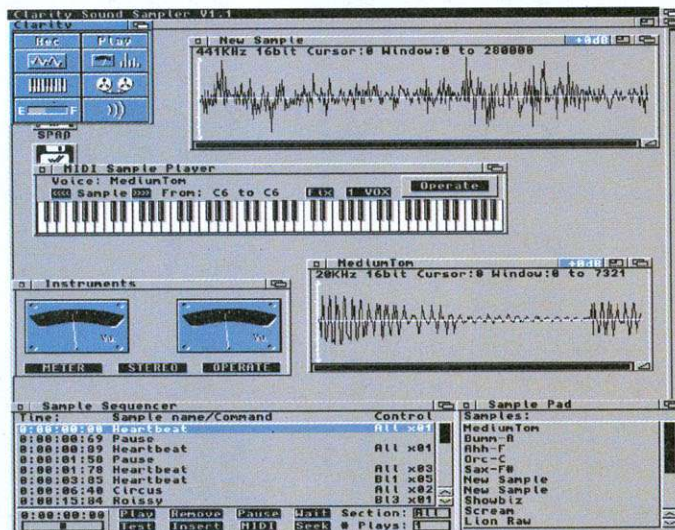 Clarity Sound Sampler V1.1
Clarity
Rec Play
E F
SPAD
New Sample +0dB
441KHz 16bit Cursor:0 Window:0 to 280000
MIDI Sample Player
Voice: MediumTom
<<<< Sample >>>> From: C6 to C6 Fix 1 VOX Operate
MediumTom +0dB
20KHz 16bit Cursor:0 Window:0 to 7321
Instruments
Vu Vu
METER STEREO OPERATE
Sample Sequencer
Time: Sample name/Command Control
0:00:00:00 Heartbeat All x01
0:00:00:69 Pause
0:00:00:89 Heartbeat All x01
0:00:01:58 Pause
0:00:01:78 Heartbeat All x03
0:00:03:85 Heartbeat Bl1 x05
0:00:06:40 Circus All x02
0:00:15:04 Noissy Bl3 x01
0:00:00:00 Play Remove Pause Wait Section: All
Test Insert MIDI Seek # Plays: 1
Sample Pad
Samples:
MediumTom
Bumm-A
Ahh-F
Orc-C
Sax-F#
New Sample
New Sample
Showbiz
Scream
Lion Raw